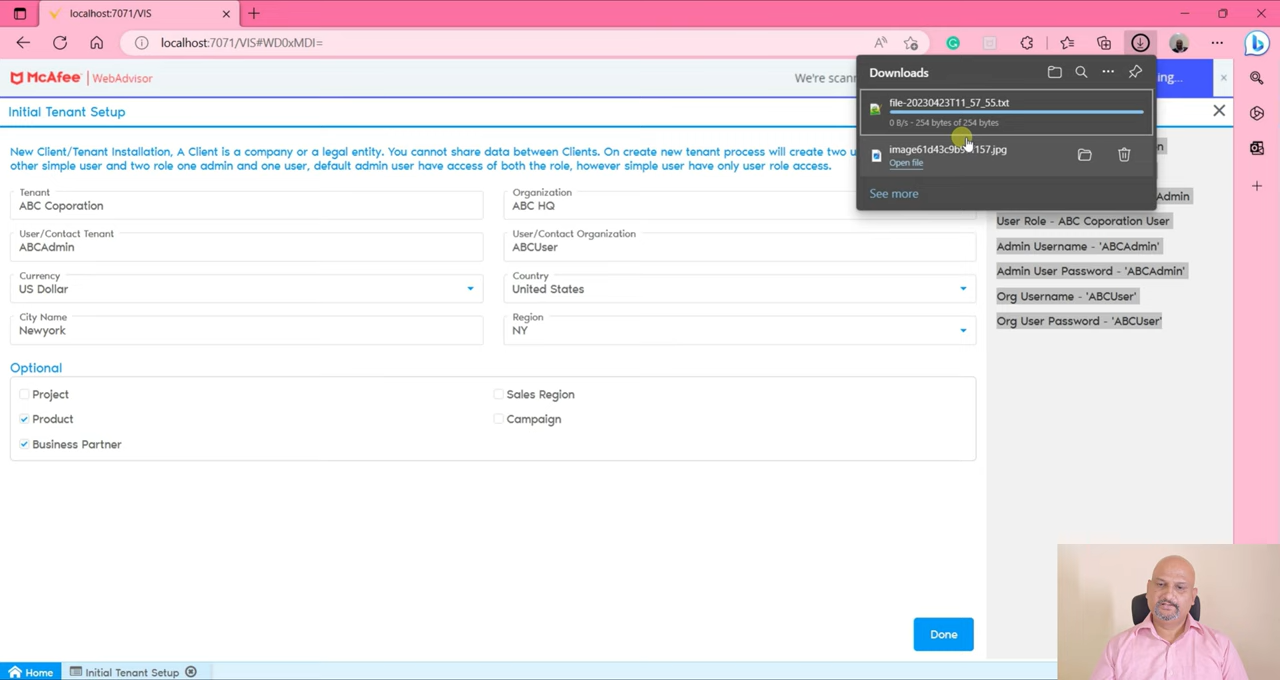 localhost:7071/VIS
localhost:7071/VIS#WD0xMDI=
McAfee | WebAdvisor
We're scann
ng...
Downloads
file-20230423T11_57_55.txt
0 B/s - 254 bytes of 254 bytes
Open file
See more
Initial Tenant Setup
New Client/Tenant Installation, A Client is a company or a legal entity. You cannot share data between Clients. On create new tenant process will create two u
other simple user and two role one admin and one user, default admin user have access of both the role, however simple user have only user role access.
Tenant
ABC Coporation
Organization
ABC HQ
User/Contact Tenant
ABCAdmin
User/Contact Organization
ABCUser
Currency
US Dollar
Country
United States
City Name
Newyork
Region
NY
Optional
Project
Sales Region
Product
Campaign
Business Partner
n
Admin
User Role - ABC Coporation User
Admin Username - 'ABCAdmin'
Admin User Password - 'ABCAdmin'
Org Username - 'ABCUser'
Org User Password - 'ABCUser'
Done
Home
Initial Tenant Setup